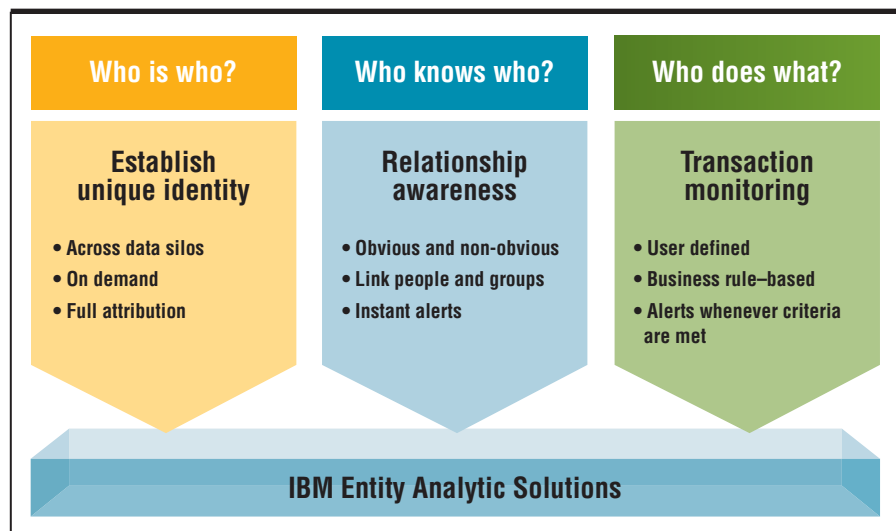 Who is who?
Establish
unique identity
• Across data silos
• On demand
• Full attribution
Who knows who?
Relationship
awareness
• Obvious and non-obvious
• Link people and groups
• Instant alerts
Who does what?
Transaction
monitoring
• User defined
• Business rule–based
• Alerts whenever criteria
are met
IBM Entity Analytic Solutions